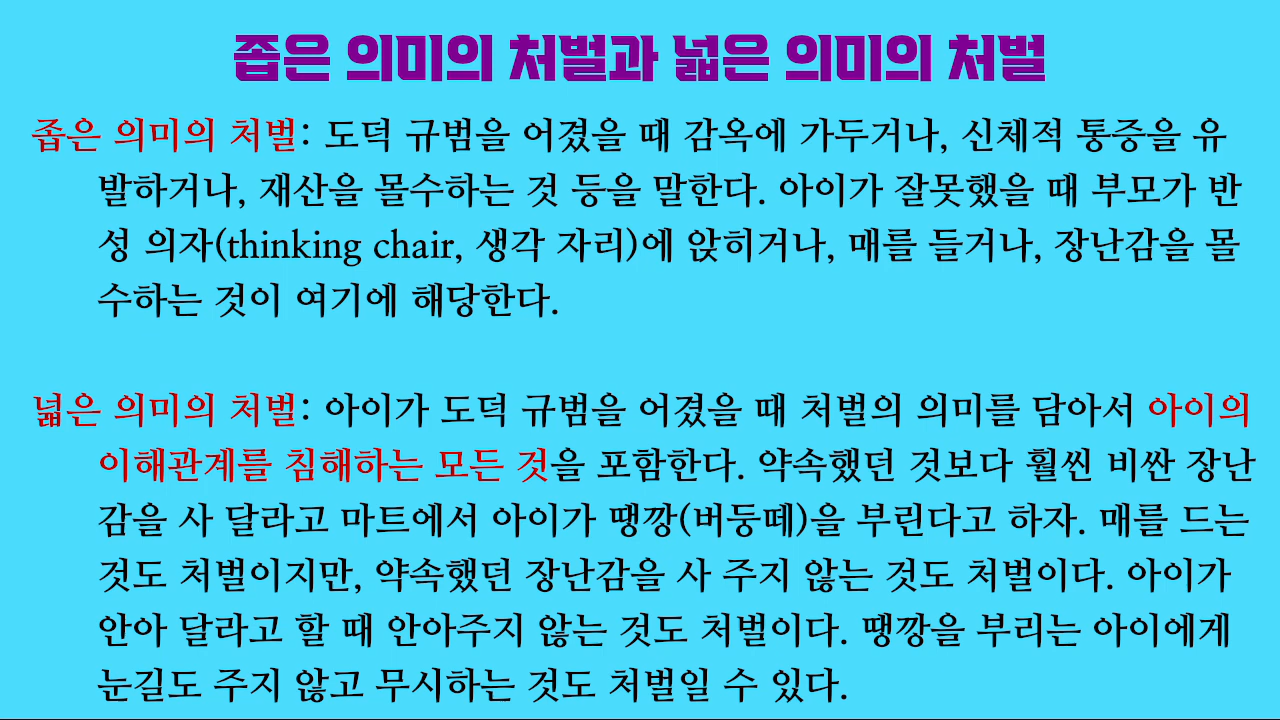 좁은 의미의 처벌과 넓은 의미의 처벌
좁은 의미의 처벌: 도덕 규범을 어겼을 때 감옥에 가두거나, 신체적 통증을 유
발하거나, 재산을 몰수하는 것 등을 말한다. 아이가 잘못했을 때 부모가 반
성 의자(thinking chair, 생각 자리)에 앉히거나, 매를 들거나, 장난감을 몰
수하는 것이 여기에 해당한다.
넓은 의미의 처벌: 아이가 도덕 규범을 어겼을 때 처벌의 의미를 담아서 아이의
이해관계를 침해하는 모든 것을 포함한다. 약속했던 것보다 훨씬 비싼 장난
감을 사 달라고 마트에서 아이가 땡깡(버둥떼)을 부린다고 하자. 매를 드는
것도 처벌이지만, 약속했던 장난감을 사 주지 않는 것도 처벌이다. 아이가
안아 달라고 할 때 안아주지 않는 것도 처벌이다. 땡깡을 부리는 아이에게
눈길도 주지 않고 무시하는 것도 처벌일 수 있다.